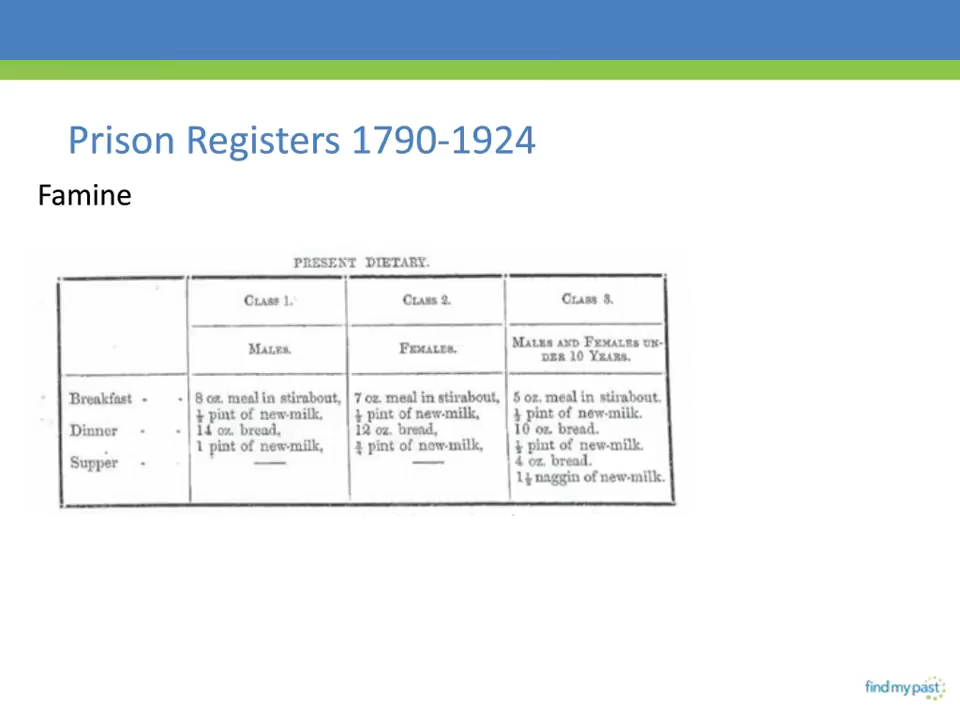 Prison Registers 1790-1924
Famine
PRESENT DIETARY.
CLASS 1. CLASS 2. CLASS 3.
MALES. FEMALES. MALES AND FEMALES UN-
DER 10 YEARS.
Breakfast - - 8 oz. meal in stirabout, 7 oz. meal in stirabout, 5 oz. meal in stirabout.
½ pint of new-milk. ½ pint of new-milk, ½ pint of new-milk.
Dinner - - 14 oz. bread, 12 oz. bread, 10 oz. bread.
1 pint of new-milk, ¾ pint of new-milk, ½ pint of new-milk.
Supper - — — 4 oz. bread.
1½ naggin of new-milk.
findmypast